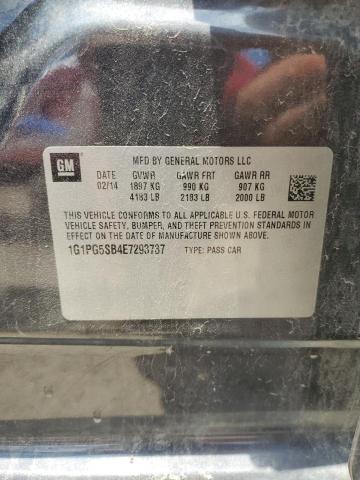 GM
MFD BY GENERAL MOTORS LLC
DATE GVWR GAWR FRT GAWR RR
02/14 1897 KG 990 KG 907 KG
4183 LB 2183 LB 2000 LB
THIS VEHICLE CONFORMS TO ALL APPLICABLE U.S. FEDERAL MOTOR
VEHICLE SAFETY, BUMPER, AND THEFT PREVENTION STANDARDS IN
EFFECT ON THE DATE OF MANUFACTURE SHOWN ABOVE.
1G1PG5SB4E7293737 TYPE: PASS CAR